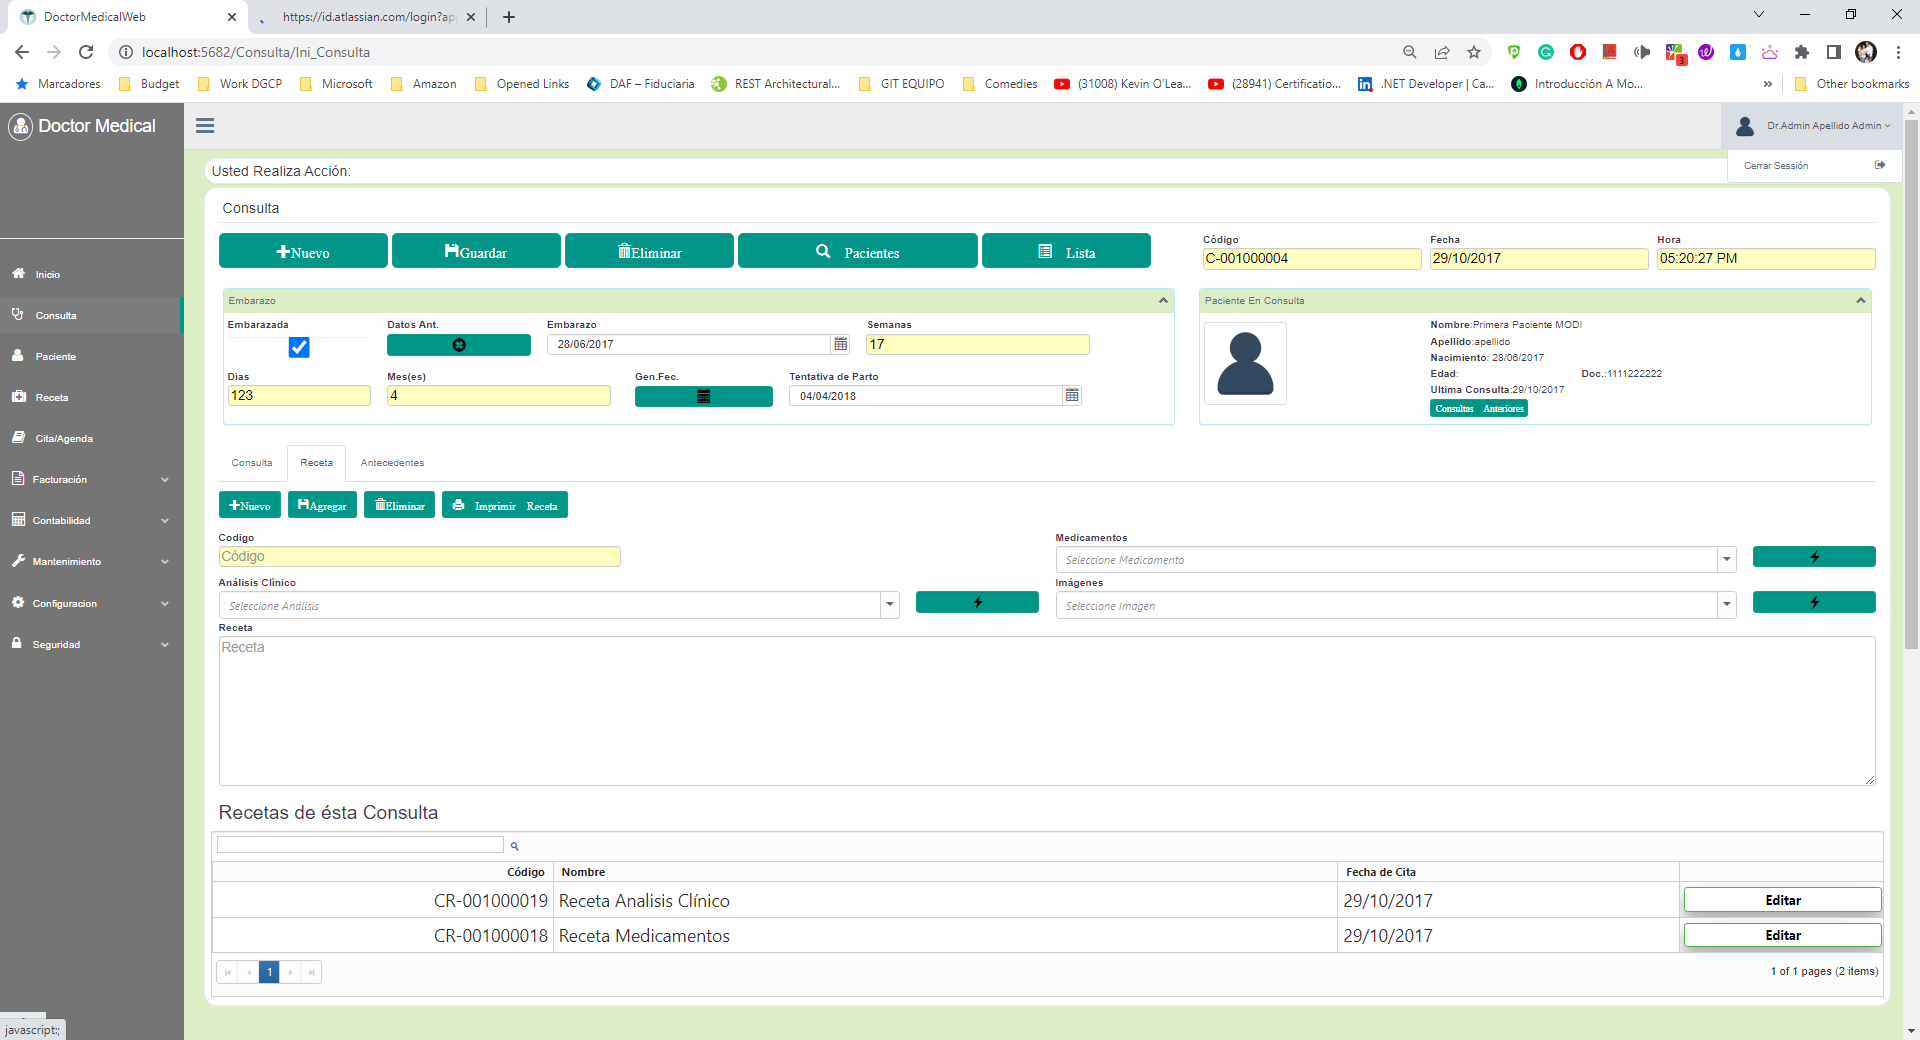 DoctorMedicalWeb
https://id.atlassian.com/login?ap
localhost:5682/Consulta/Ini_Consulta
3
Marcadores
Budget
Work DGCP
Microsoft
Amazon
Opened Links
DAF – Fiduciaria
REST Architectural...
GIT EQUIPO
Comedies
(31008) Kevin O'Lea...
(28941) Certificatio...
.NET Developer | Ca...
Introducción A Mo...
»
Other bookmarks
Doctor Medical
Dr.Admin Apellido Admin
Cerrar Sessión
Usted Realiza Acción:
Inicio
Consulta
Paciente
Receta
Cita/Agenda
Facturación
Contabilidad
Mantenimiento
Configuracion
Seguridad
Consulta
Nuevo
Guardar
Eliminar
Pacientes
Lista
Código
Fecha
Hora
C-001000004
29/10/2017
05:20:27 PM
Embarazo
Embarazada
Datos Ant.
Embarazo
Semanas
28/06/2017
17
Dias
Mes(es)
Gen.Fec.
Tentativa de Parto
123
4
04/04/2018
Paciente En Consulta
Nombre:Primera Paciente MODI
Apellido:apellido
Nacimiento: 28/06/2017
Edad:
Doc.:1111222222
Ultima Consulta:29/10/2017
Consultas Anteriores
Consulta
Receta
Antecedentes
Nuevo
Agregar
Eliminar
Imprimir Receta
Codigo
Código
Medicamentos
Seleccione Medicamento
Análisis Clínico
Seleccione Análisis
Imágenes
Seleccione Imagen
Receta
Receta
Recetas de ésta Consulta
Código
Nombre
Fecha de Cita
CR-001000019
Receta Analisis Clínico
29/10/2017
Editar
CR-001000018
Receta Medicamentos
29/10/2017
Editar
1
1 of 1 pages (2 items)
javascript:;